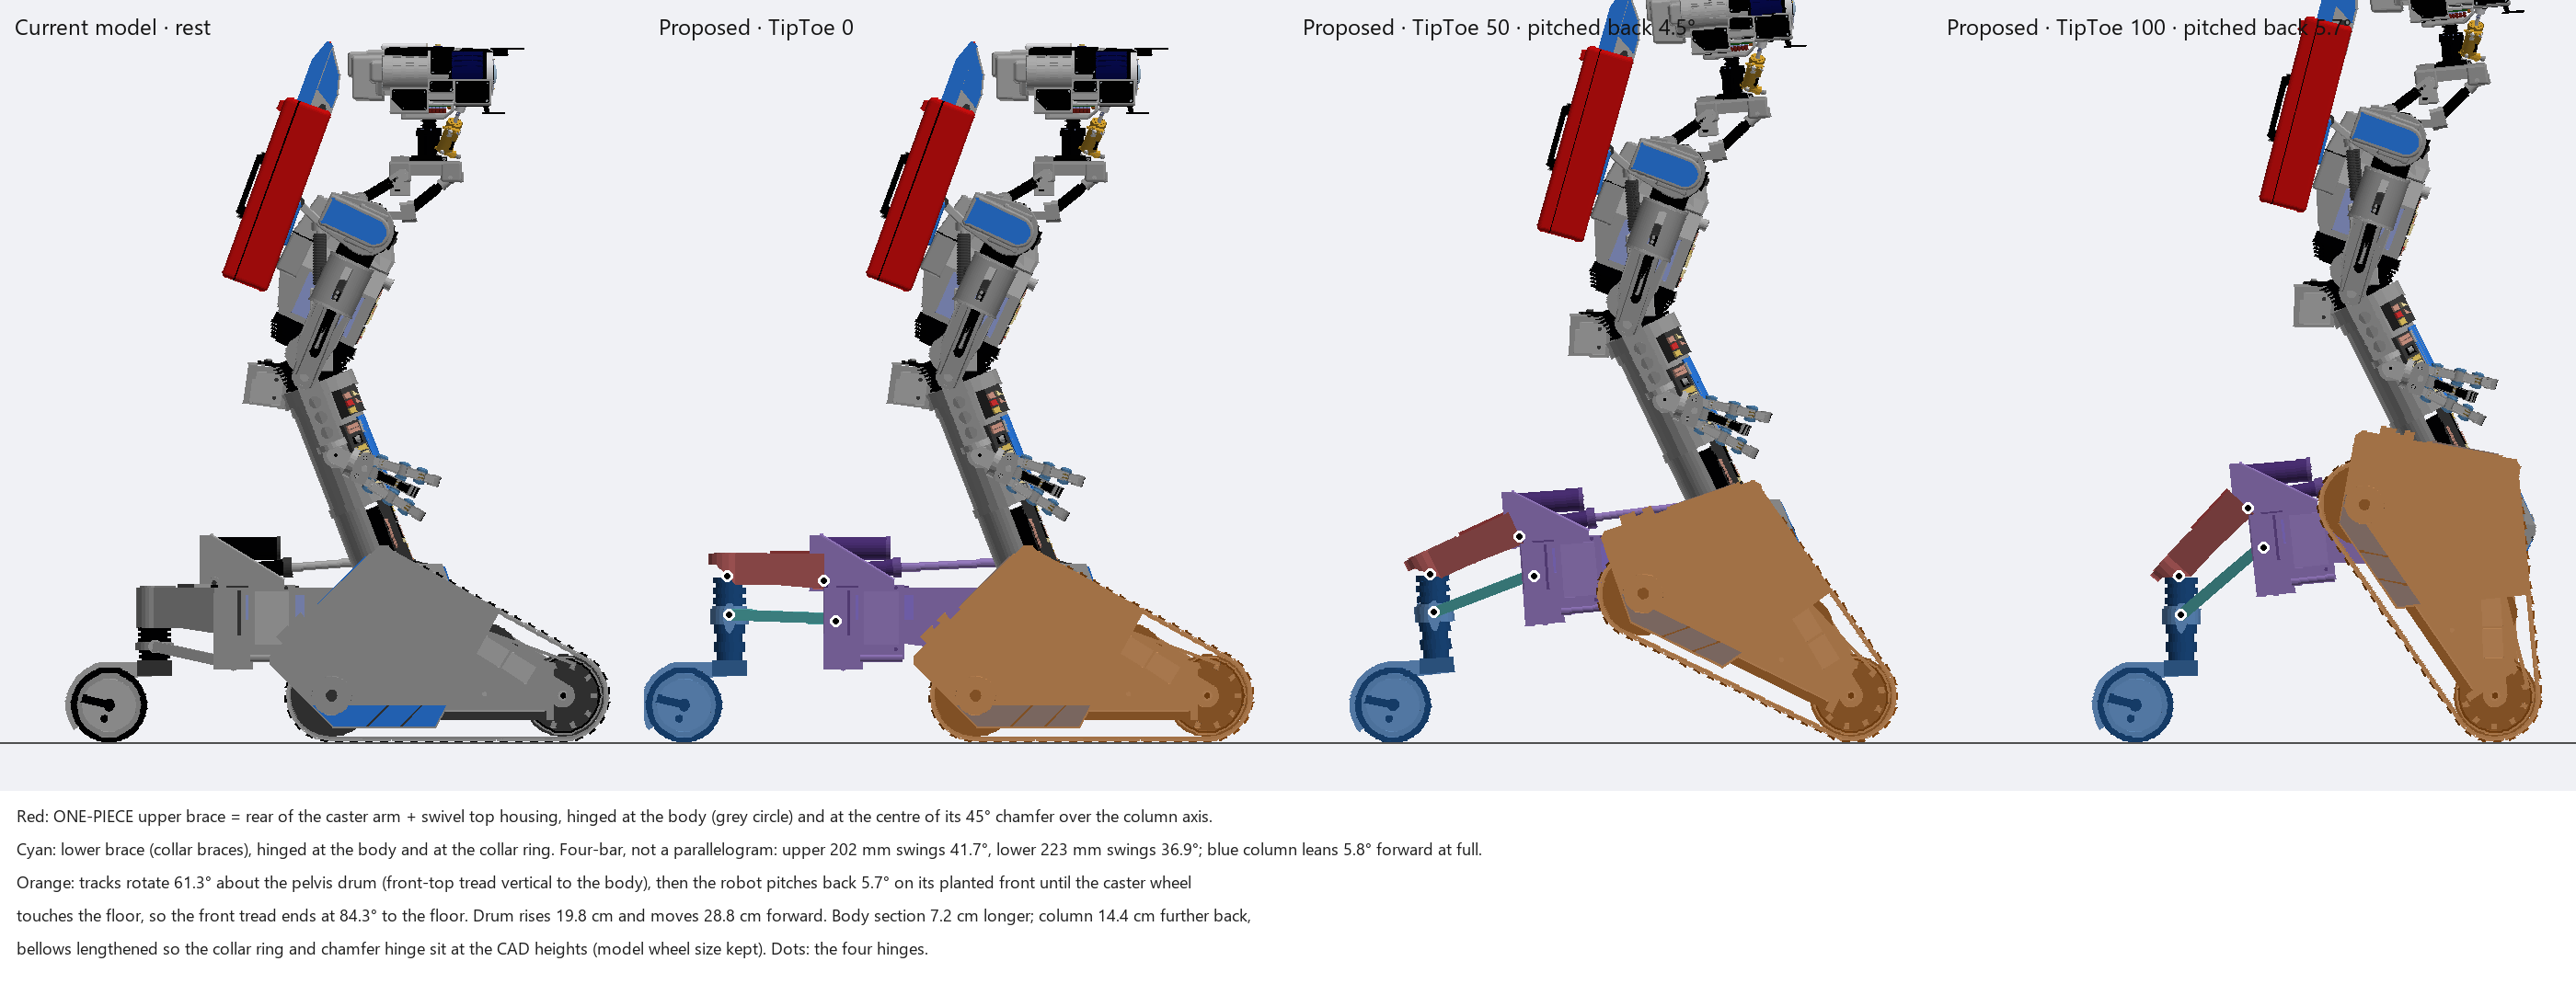 Current model · rest
Proposed · TipToe 0
Proposed · TipToe 50 · pitched back 4.5°
Proposed · TipToe 100 · pitched back 5.7°
Red: ONE-PIECE upper brace = rear of the caster arm + swivel top housing, hinged at the body (grey circle) and at the centre of its 45° chamfer over the column axis.
Cyan: lower brace (collar braces), hinged at the body and at the collar ring. Four-bar, not a parallelogram: upper 202 mm swings 41.7°, lower 223 mm swings 36.9°; blue column leans 5.8° forward at full.
Orange: tracks rotate 61.3° about the pelvis drum (front-top tread vertical to the body), then the robot pitches back 5.7° on its planted front until the caster wheel
touches the floor, so the front tread ends at 84.3° to the floor. Drum rises 19.8 cm and moves 28.8 cm forward. Body section 7.2 cm longer; column 14.4 cm further back,
bellows lengthened so the collar ring and chamfer hinge sit at the CAD heights (model wheel size kept). Dots: the four hinges.